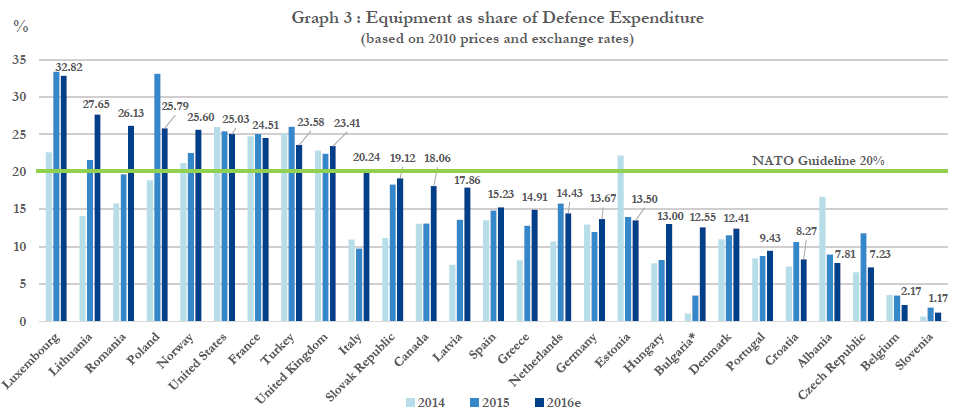 Graph 3 : Equipment as share of Defence Expenditure
(based on 2010 prices and exchange rates)
%
35
30
25
20
15
10
5
0
32.82
27.65
26.13
25.79
25.60
25.03
24.51
23.58
23.41
20.24
19.12
18.06
17.86
15.23
14.91
14.43
13.67
13.50
13.00
12.55
12.41
9.43
8.27
7.81
7.23
2.17
1.17
NATO Guideline 20%
Luxembourg
Lithuania
Romania
Poland
Norway
United States
France
Turkey
United Kingdom
Italy
Slovak Republic
Canada
Latvia
Spain
Greece
Netherlands
Germany
Estonia
Hungary
Bulgaria*
Denmark
Portugal
Croatia
Albania
Czech Republic
Belgium
Slovenia
2014 2015 2016e